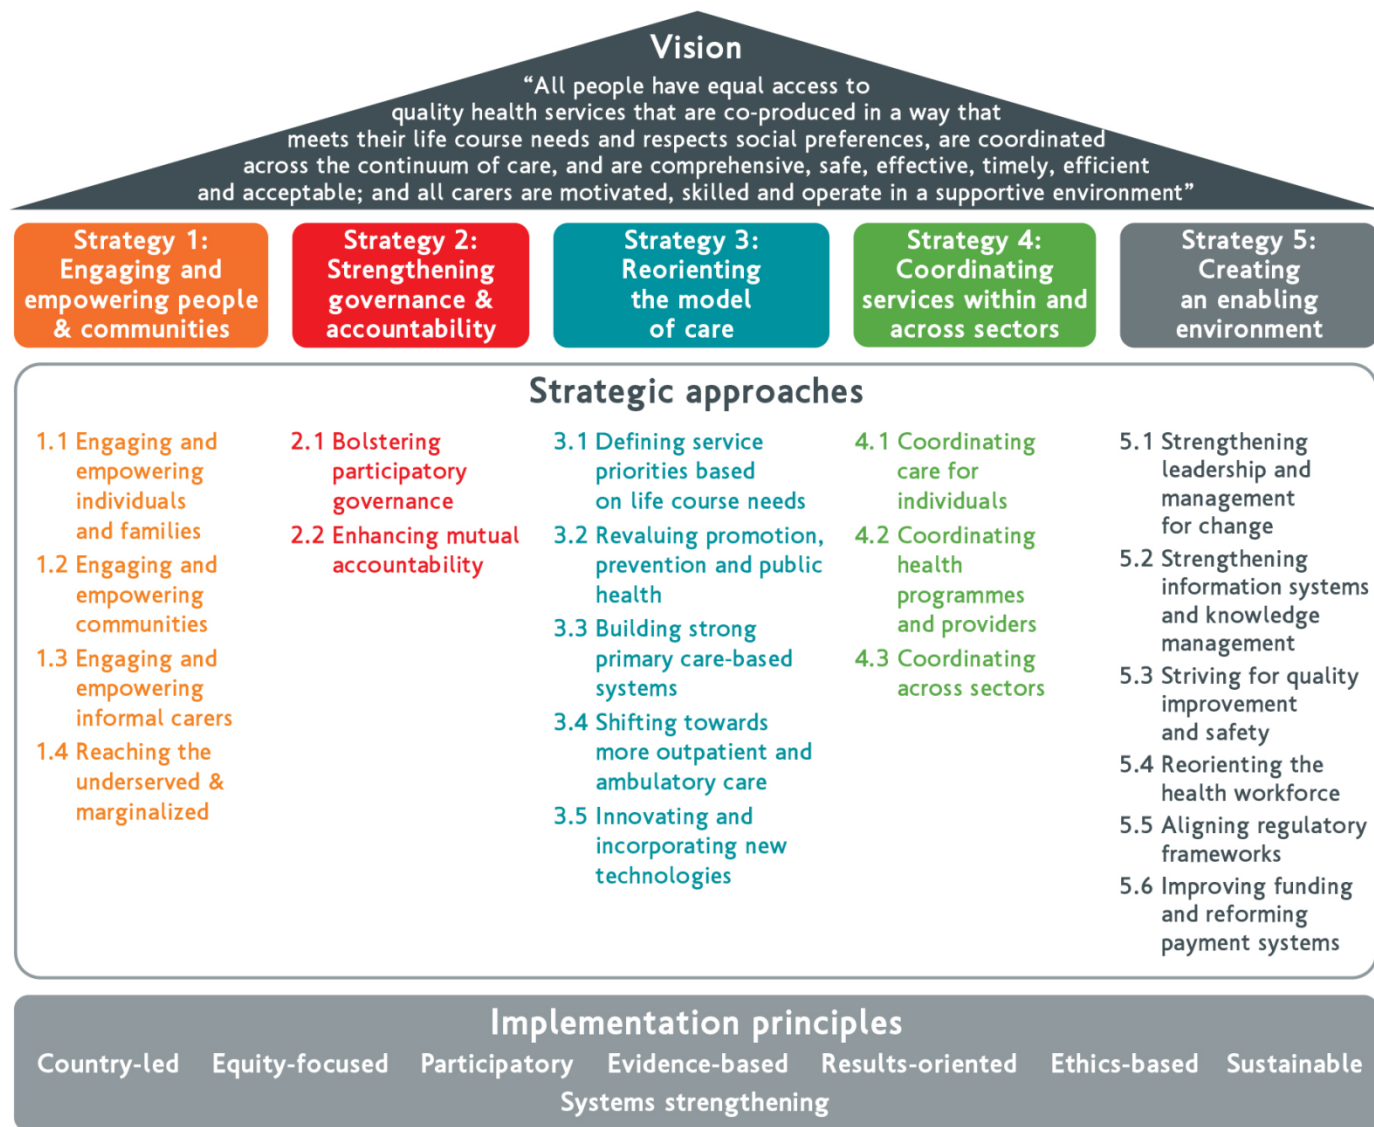 Vision
“All people have equal access to
quality health services that are co-produced in a way that
meets their life course needs and respects social preferences, are coordinated
across the continuum of care, and are comprehensive, safe, effective, timely, efficient
and acceptable; and all carers are motivated, skilled and operate in a supportive environment”
Strategy 1:
Engaging and
empowering people
& communities
Strategy 2:
Strengthening
governance &
accountability
Strategy 3:
Reorienting
the model
of care
Strategy 4:
Coordinating
services within and
across sectors
Strategy 5:
Creating
an enabling
environment
Strategic approaches
1.1 Engaging and
empowering
individuals
and families
1.2 Engaging and
empowering
communities
1.3 Engaging and
empowering
informal carers
1.4 Reaching the
underserved &
marginalized
2.1 Bolstering
participatory
governance
2.2 Enhancing mutual
accountability
3.1 Defining service
priorities based
on life course needs
3.2 Revaluing promotion,
prevention and public
health
3.3 Building strong
primary care-based
systems
3.4 Shifting towards
more outpatient and
ambulatory care
3.5 Innovating and
incorporating new
technologies
4.1 Coordinating
care for
individuals
4.2 Coordinating
health
programmes
and providers
4.3 Coordinating
across sectors
5.1 Strengthening
leadership and
management
for change
5.2 Strengthening
information systems
and knowledge
management
5.3 Striving for quality
improvement
and safety
5.4 Reorienting the
health workforce
5.5 Aligning regulatory
frameworks
5.6 Improving funding
and reforming
payment systems
Implementation principles
Country-led Equity-focused Participatory Evidence-based Results-oriented Ethics-based Sustainable
Systems strengthening